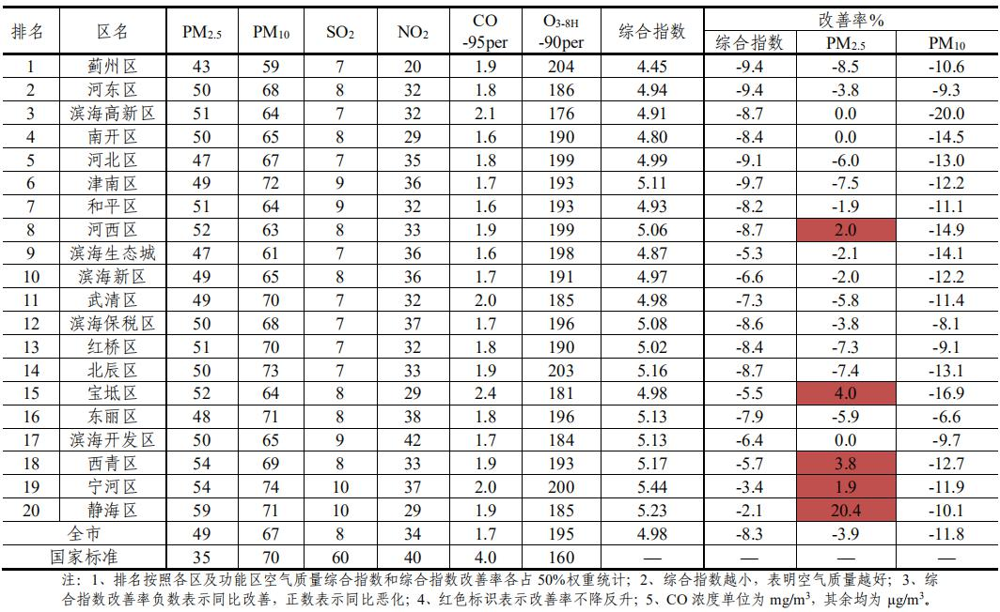 排名 区名 PM2.5 PM10 SO2 NO2 CO -95per O3-8H -90per 综合指数 改善率%
综合指数 PM2.5 PM10
1 蓟州区 43 59 7 20 1.9 204 4.45 -9.4 -8.5 -10.6
2 河东区 50 68 8 32 1.8 186 4.94 -9.4 -3.8 -9.3
3 滨海高新区 51 64 7 32 2.1 176 4.91 -8.7 0.0 -20.0
4 南开区 50 65 8 29 1.6 190 4.80 -8.4 0.0 -14.5
5 河北区 47 67 7 35 1.8 199 4.99 -9.1 -6.0 -13.0
6 津南区 49 72 9 36 1.7 193 5.11 -9.7 -7.5 -12.2
7 和平区 51 64 9 32 1.6 193 4.93 -8.2 -1.9 -11.1
8 河西区 52 63 8 33 1.9 199 5.06 -8.7 2.0 -14.9
9 滨海生态城 47 61 7 36 1.6 198 4.87 -5.3 -2.1 -14.1
10 滨海新区 49 65 8 36 1.7 191 4.97 -6.6 -2.0 -12.2
11 武清区 49 70 7 32 2.0 185 4.98 -7.3 -5.8 -11.4
12 滨海保税区 50 68 7 37 1.7 196 5.08 -8.6 -3.8 -8.1
13 红桥区 51 70 7 32 1.8 190 5.02 -8.4 -7.3 -9.1
14 北辰区 50 73 7 33 1.9 203 5.16 -8.7 -7.4 -13.1
15 宝坻区 52 64 8 29 2.4 181 4.98 -5.5 4.0 -16.9
16 东丽区 48 71 8 38 1.8 196 5.13 -7.9 -5.9 -6.6
17 滨海开发区 50 65 9 42 1.7 184 5.13 -6.4 0.0 -9.7
18 西青区 54 69 8 33 1.9 193 5.17 -5.7 3.8 -12.7
19 宁河区 54 74 10 37 2.0 200 5.44 -3.4 1.9 -11.9
20 静海区 59 71 10 29 1.9 185 5.23 -2.1 20.4 -10.1
全市 49 67 8 34 1.7 195 4.98 -8.3 -3.9 -11.8
国家标准 35 70 60 40 4.0 160 — — — —
注：1、排名按照各区及功能区空气质量综合指数和综合指数改善率各占 50%权重统计；2、综合指数越小，表明空气质量越好；3、综
合指数改善率负数表示同比改善，正数表示同比恶化；4、红色标识表示改善率不降反升；5、CO 浓度单位为 mg/m³，其余均为 μg/m³。